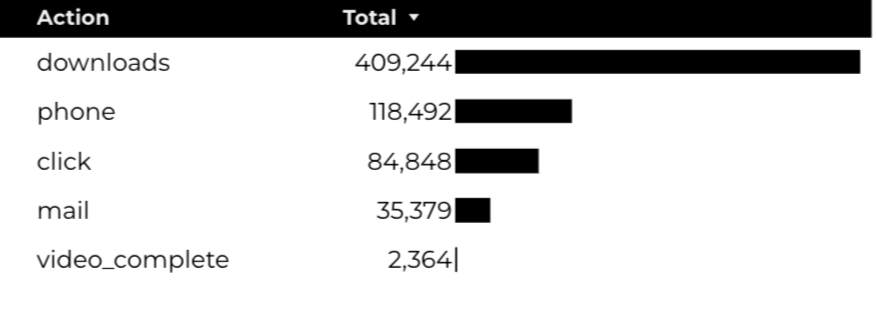 Action Total ▼
downloads 409,244
phone 118,492
click 84,848
mail 35,379
video_complete 2,364